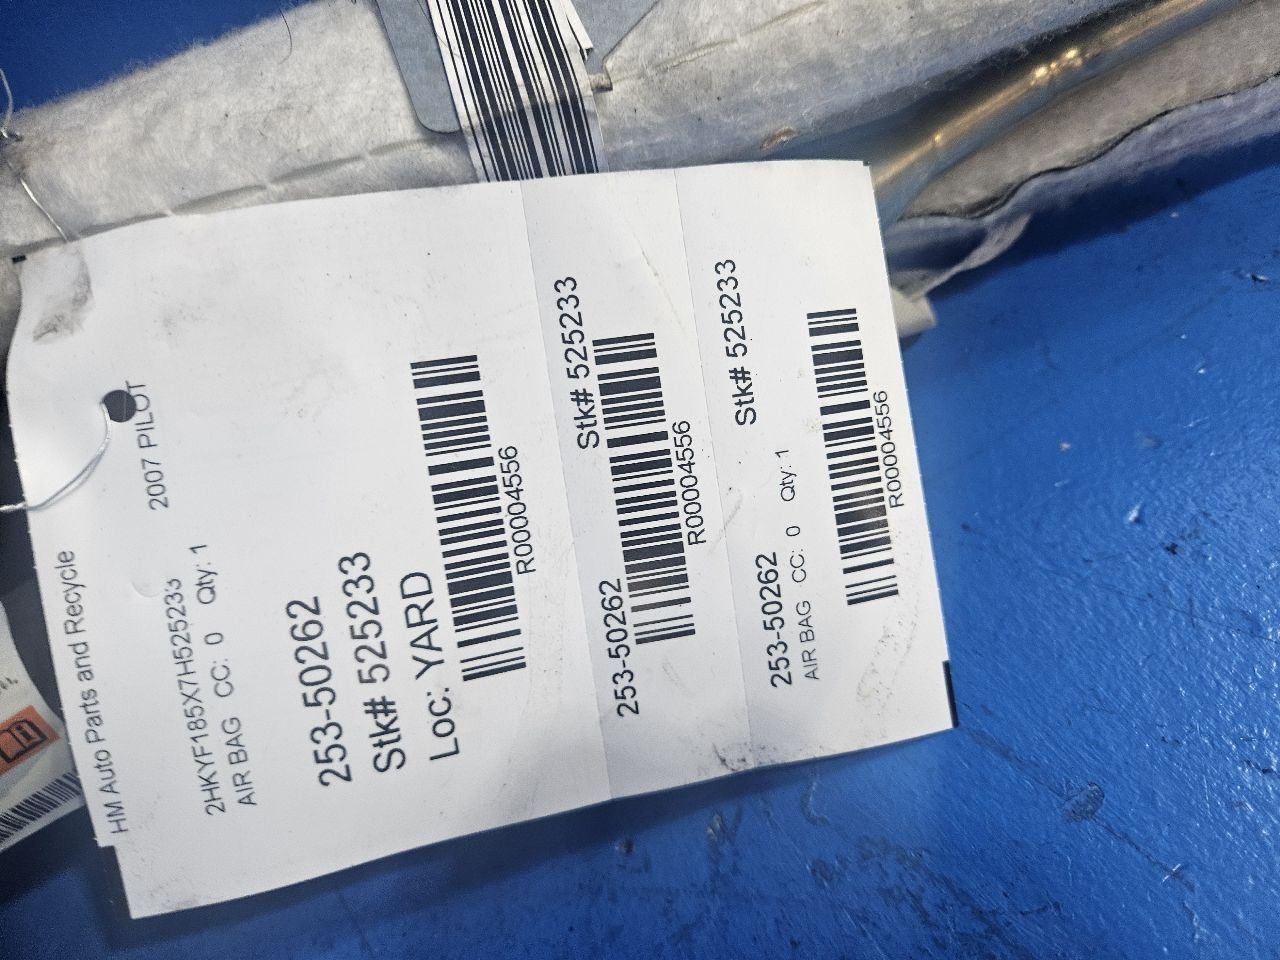 HM Auto Parts and Recycle
2007 PILOT
2HKYF185X7H525233
AIR BAG CC: 0 Qty: 1
253-50262
Stk# 525233
Loc: YARD
R00004556
Stk# 525233
253-50262
R00004556
Stk# 525233
253-50262
AIR BAG CC: 0 Qty: 1
R00004556